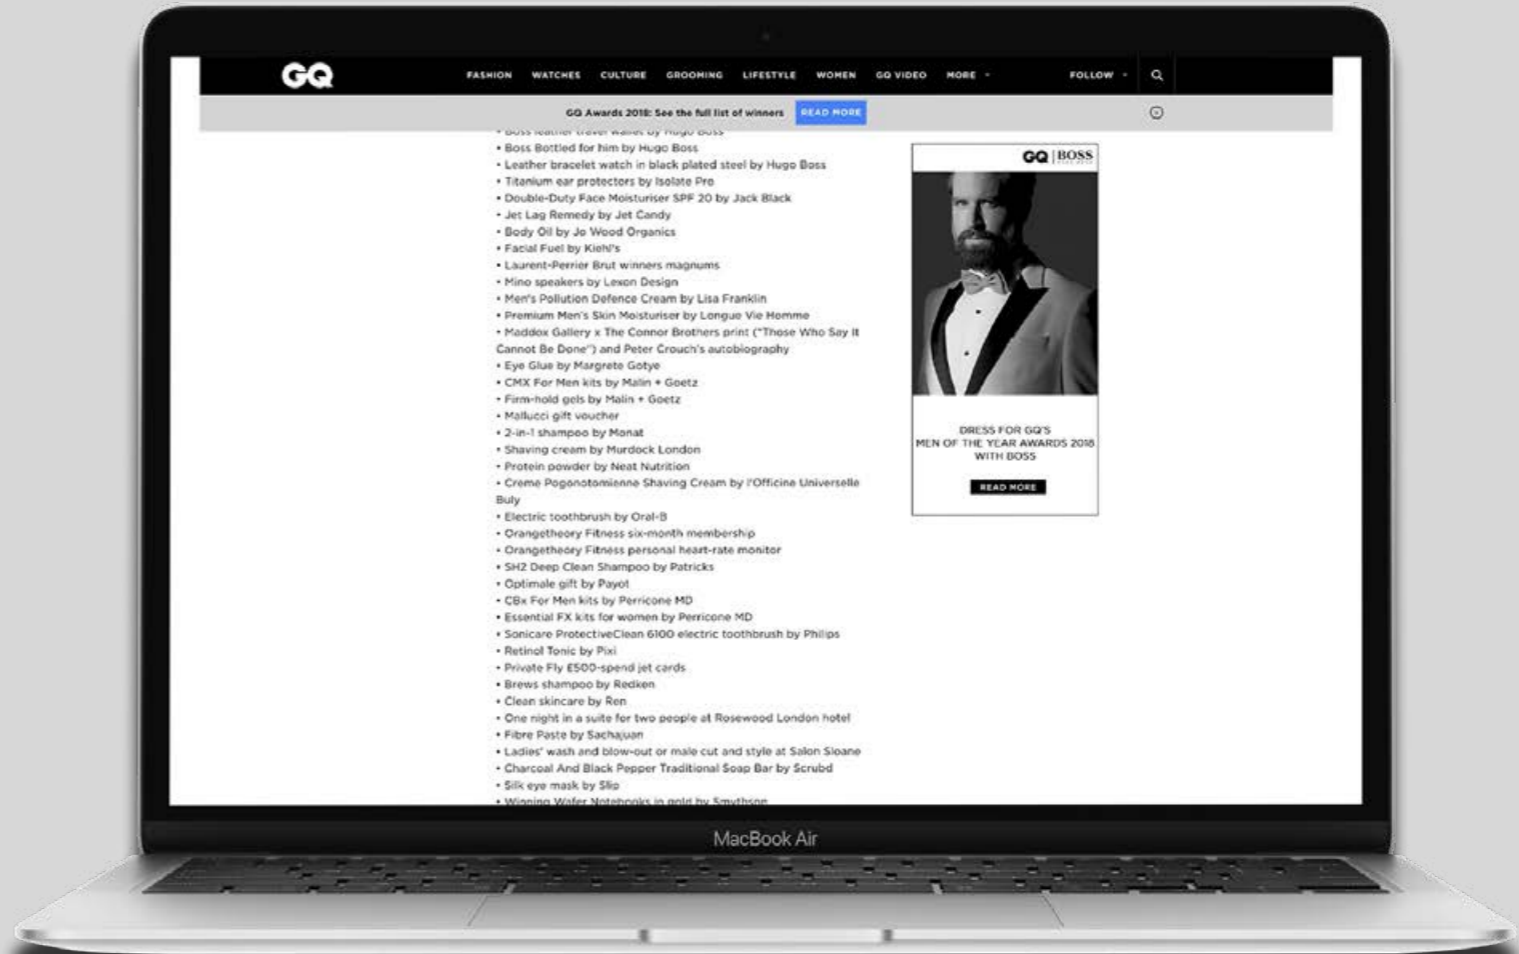 GQ
FASHION WATCHES CULTURE GROOMING LIFESTYLE WOMEN GQ VIDEO MORE FOLLOW
GQ Awards 2018: See the full list of winners READ MORE
• Boss leather travel wallet by Hugo Boss
• Boss Bottled for him by Hugo Boss
• Leather bracelet watch in black plated steel by Hugo Boss
• Titanium ear protectors by Isolate Pro
• Double-Duty Face Moisturiser SPF 20 by Jack Black
• Jet Lag Remedy by Jet Candy
• Body Oil by Jo Wood Organics
• Facial Fuel by Kiehl's
• Laurent-Perrier Brut winners magnums
• Mino speakers by Lexon Design
• Men's Pollution Defence Cream by Lisa Franklin
• Premium Men's Skin Moisturiser by Longue Vie Homme
• Maddox Gallery x The Connor Brothers print ("Those Who Say It
Cannot Be Done") and Peter Crouch's autobiography
• Eye Glue by Margrete Gotye
• CMX For Men kits by Malin + Goetz
• Firm-hold gels by Malin + Goetz
• Mallucci gift voucher
• 2-in-1 shampoo by Monat
• Shaving cream by Murdock London
• Protein powder by Neat Nutrition
• Creme Pogonotomienne Shaving Cream by l'Officine Universelle
Buly
• Electric toothbrush by Oral-B
• Orangetheory Fitness six-month membership
• Orangetheory Fitness personal heart-rate monitor
• SH2 Deep Clean Shampoo by Patricks
• Optimale gift by Payot
• CBx For Men kits by Perricone MD
• Essential FX kits for women by Perricone MD
• Sonicare ProtectiveClean 6100 electric toothbrush by Philips
• Retinol Tonic by Pixi
• Private Fly £500-spend jet cards
• Brews shampoo by Redken
• Clean skincare by Ren
• One night in a suite for two people at Rosewood London hotel
• Fibre Paste by Sachajuan
• Ladies' wash and blow-out or male cut and style at Salon Sloane
• Charcoal And Black Pepper Traditional Soap Bar by Scrubd
• Silk eye mask by Slip
• Winning Wafer Notebooks in gold by Smythson
GQ BOSS
DRESS FOR GQ'S
MEN OF THE YEAR AWARDS 2018
WITH BOSS
READ MORE
MacBook Air